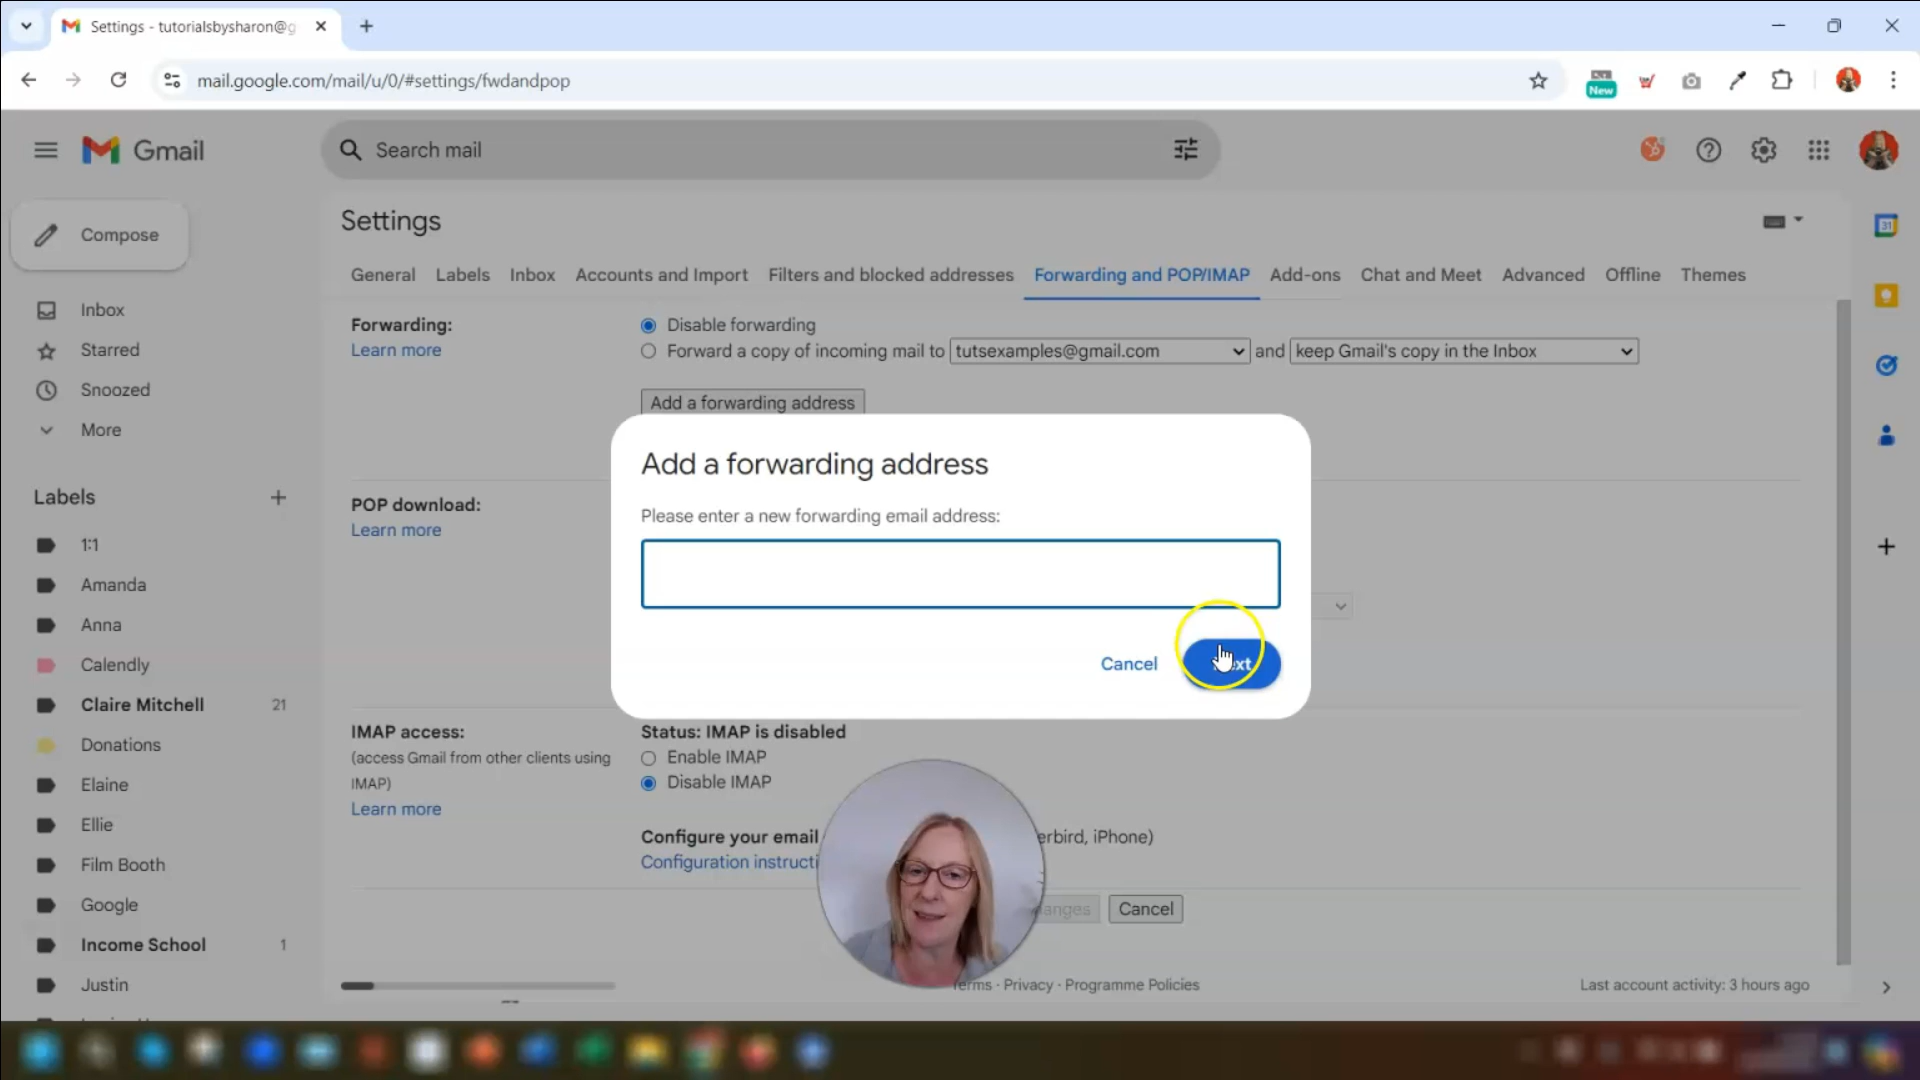 Settings - tutorialsbysharon@g
mail.google.com/mail/u/0/#settings/fwdandpop
New
Gmail
Search mail
Compose
Settings
31
General Labels Inbox Accounts and Import Filters and blocked addresses Forwarding and POP/IMAP Add-ons Chat and Meet Advanced Offline Themes
Inbox
Starred
Snoozed
More
Forwarding:
Learn more
Disable forwarding
Forward a copy of incoming mail to tutsexamples@gmail.com and keep Gmail's copy in the Inbox
Add a forwarding address
Add a forwarding address
Please enter a new forwarding email address:
Cancel
Labels
1:1
Amanda
Anna
Calendly
Claire Mitchell 21
Donations
Elaine
Ellie
Film Booth
Google
Income School 1
Justin
POP download:
Learn more
IMAP access:
(access Gmail from other clients using
IMAP)
Learn more
Status: IMAP is disabled
Enable IMAP
Disable IMAP
Configure your email erbird, iPhone)
Configuration instructi
anges Cancel
Terms · Privacy · Programme Policies
Last account activity: 3 hours ago